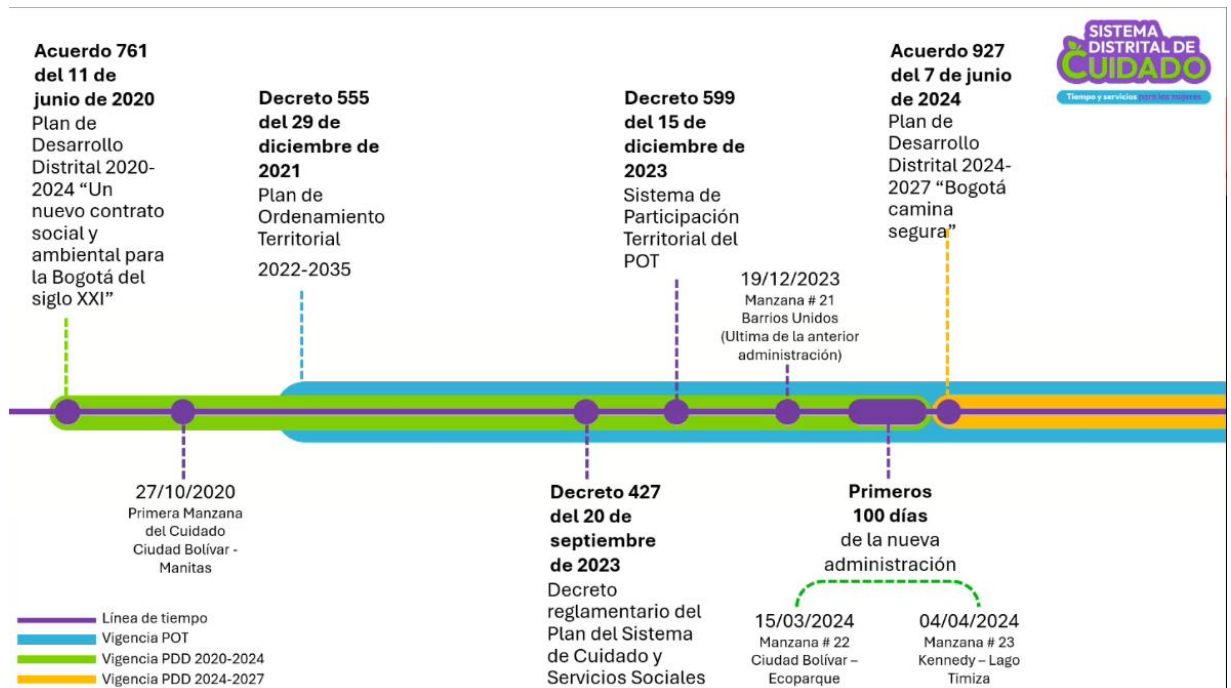 SISTEMA
DISTRITAL DE
CUIDADO
Tiempo y servicios para las mujeres
Acuerdo 761
del 11 de
junio de 2020
Plan de
Desarrollo
Distrital 2020-
2024 “Un
nuevo contrato
social y
ambiental para
la Bogotá del
siglo XXI”
Decreto 555
del 29 de
diciembre de
2021
Plan de
Ordenamiento
Territorial
2022-2035
Decreto 599
del 15 de
diciembre de
2023
Sistema de
Participación
Territorial del
POT
19/12/2023
Manzana # 21
Barrios Unidos
(Ultima de la anterior
administración)
Acuerdo 927
del 7 de junio
de 2024
Plan de
Desarrollo
Distrital 2024-
2027 “Bogotá
camina
segura”
27/10/2020
Primera Manzana
del Cuidado
Ciudad Bolívar -
Manitas
Decreto 427
del 20 de
septiembre
de 2023
Decreto
reglamentario del
Plan del Sistema
de Cuidado y
Servicios Sociales
Primeros
100 días
de la nueva
administración
15/03/2024
Manzana # 22
Ciudad Bolívar –
Ecoparque
04/04/2024
Manzana # 23
Kennedy – Lago
Timiza
Línea de tiempo
Vigencia POT
Vigencia PDD 2020-2024
Vigencia PDD 2024-2027